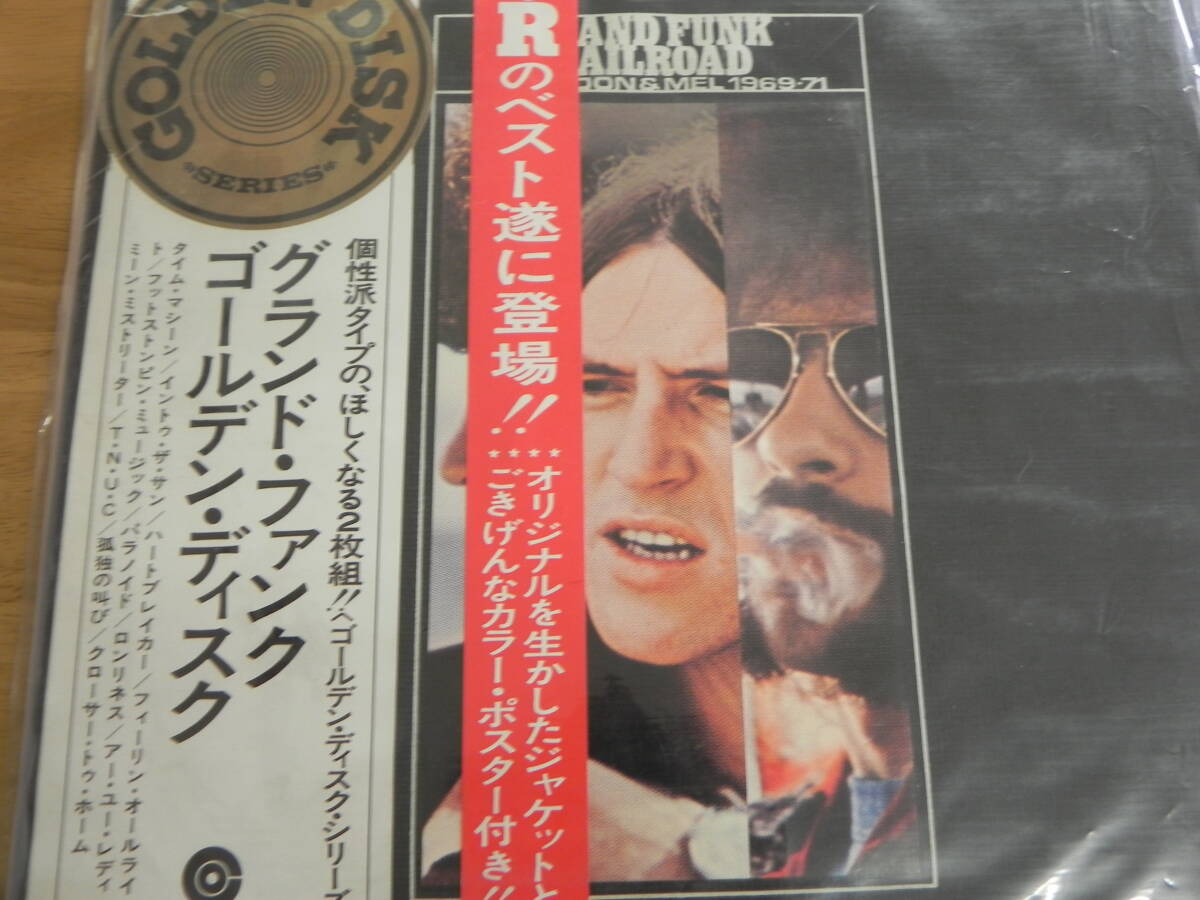 GOLDEN DISK
SERIES
個性派タイプの、ほしくなる2枚組!!〈ゴールデン・ディスク・シリーズ
グランド・ファンク
ゴールデン・ディスク
タイム・マシーン/イントゥ・ザ・サン/ハートブレイカー/フィーリン・オールライ
ト/フットストンピン・ミュージック/パラノイド/ロンリネス/アー・ユー・レディ
ミーン・ミストリーター/T・N・U・C/孤独の叫び/クローサー・トゥ・ホーム
Rのベスト遂に登場!!
オリジナルを生かしたジャケットと
ごきげんなカラー・ポスター付き!!
AND FUNK
AILROAD
DON & MEL 1969-71